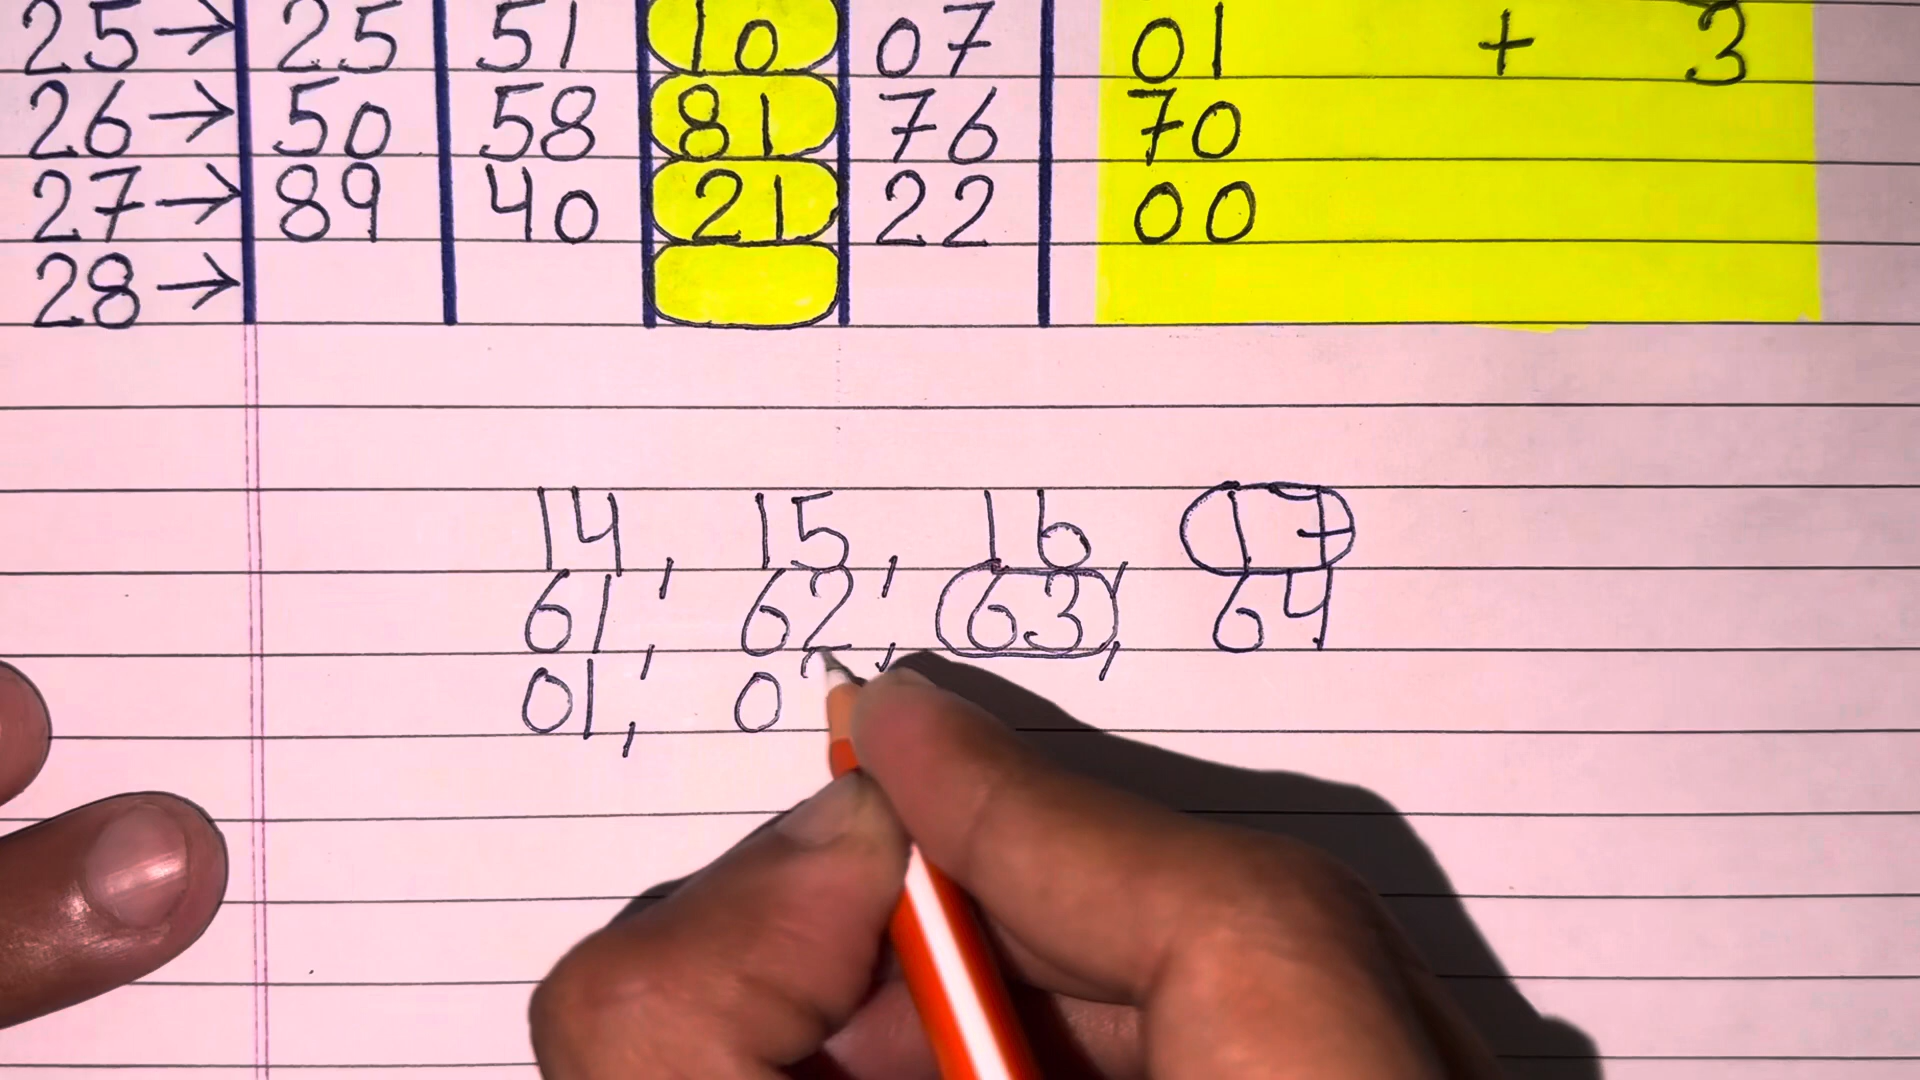 25→ 25 51 10 07 01 + 3
26→ 50 58 81 76 70
27→ 89 40 21 22 00
28→
14, 15, 16, 17
61, 62, 63, 64
01, 02